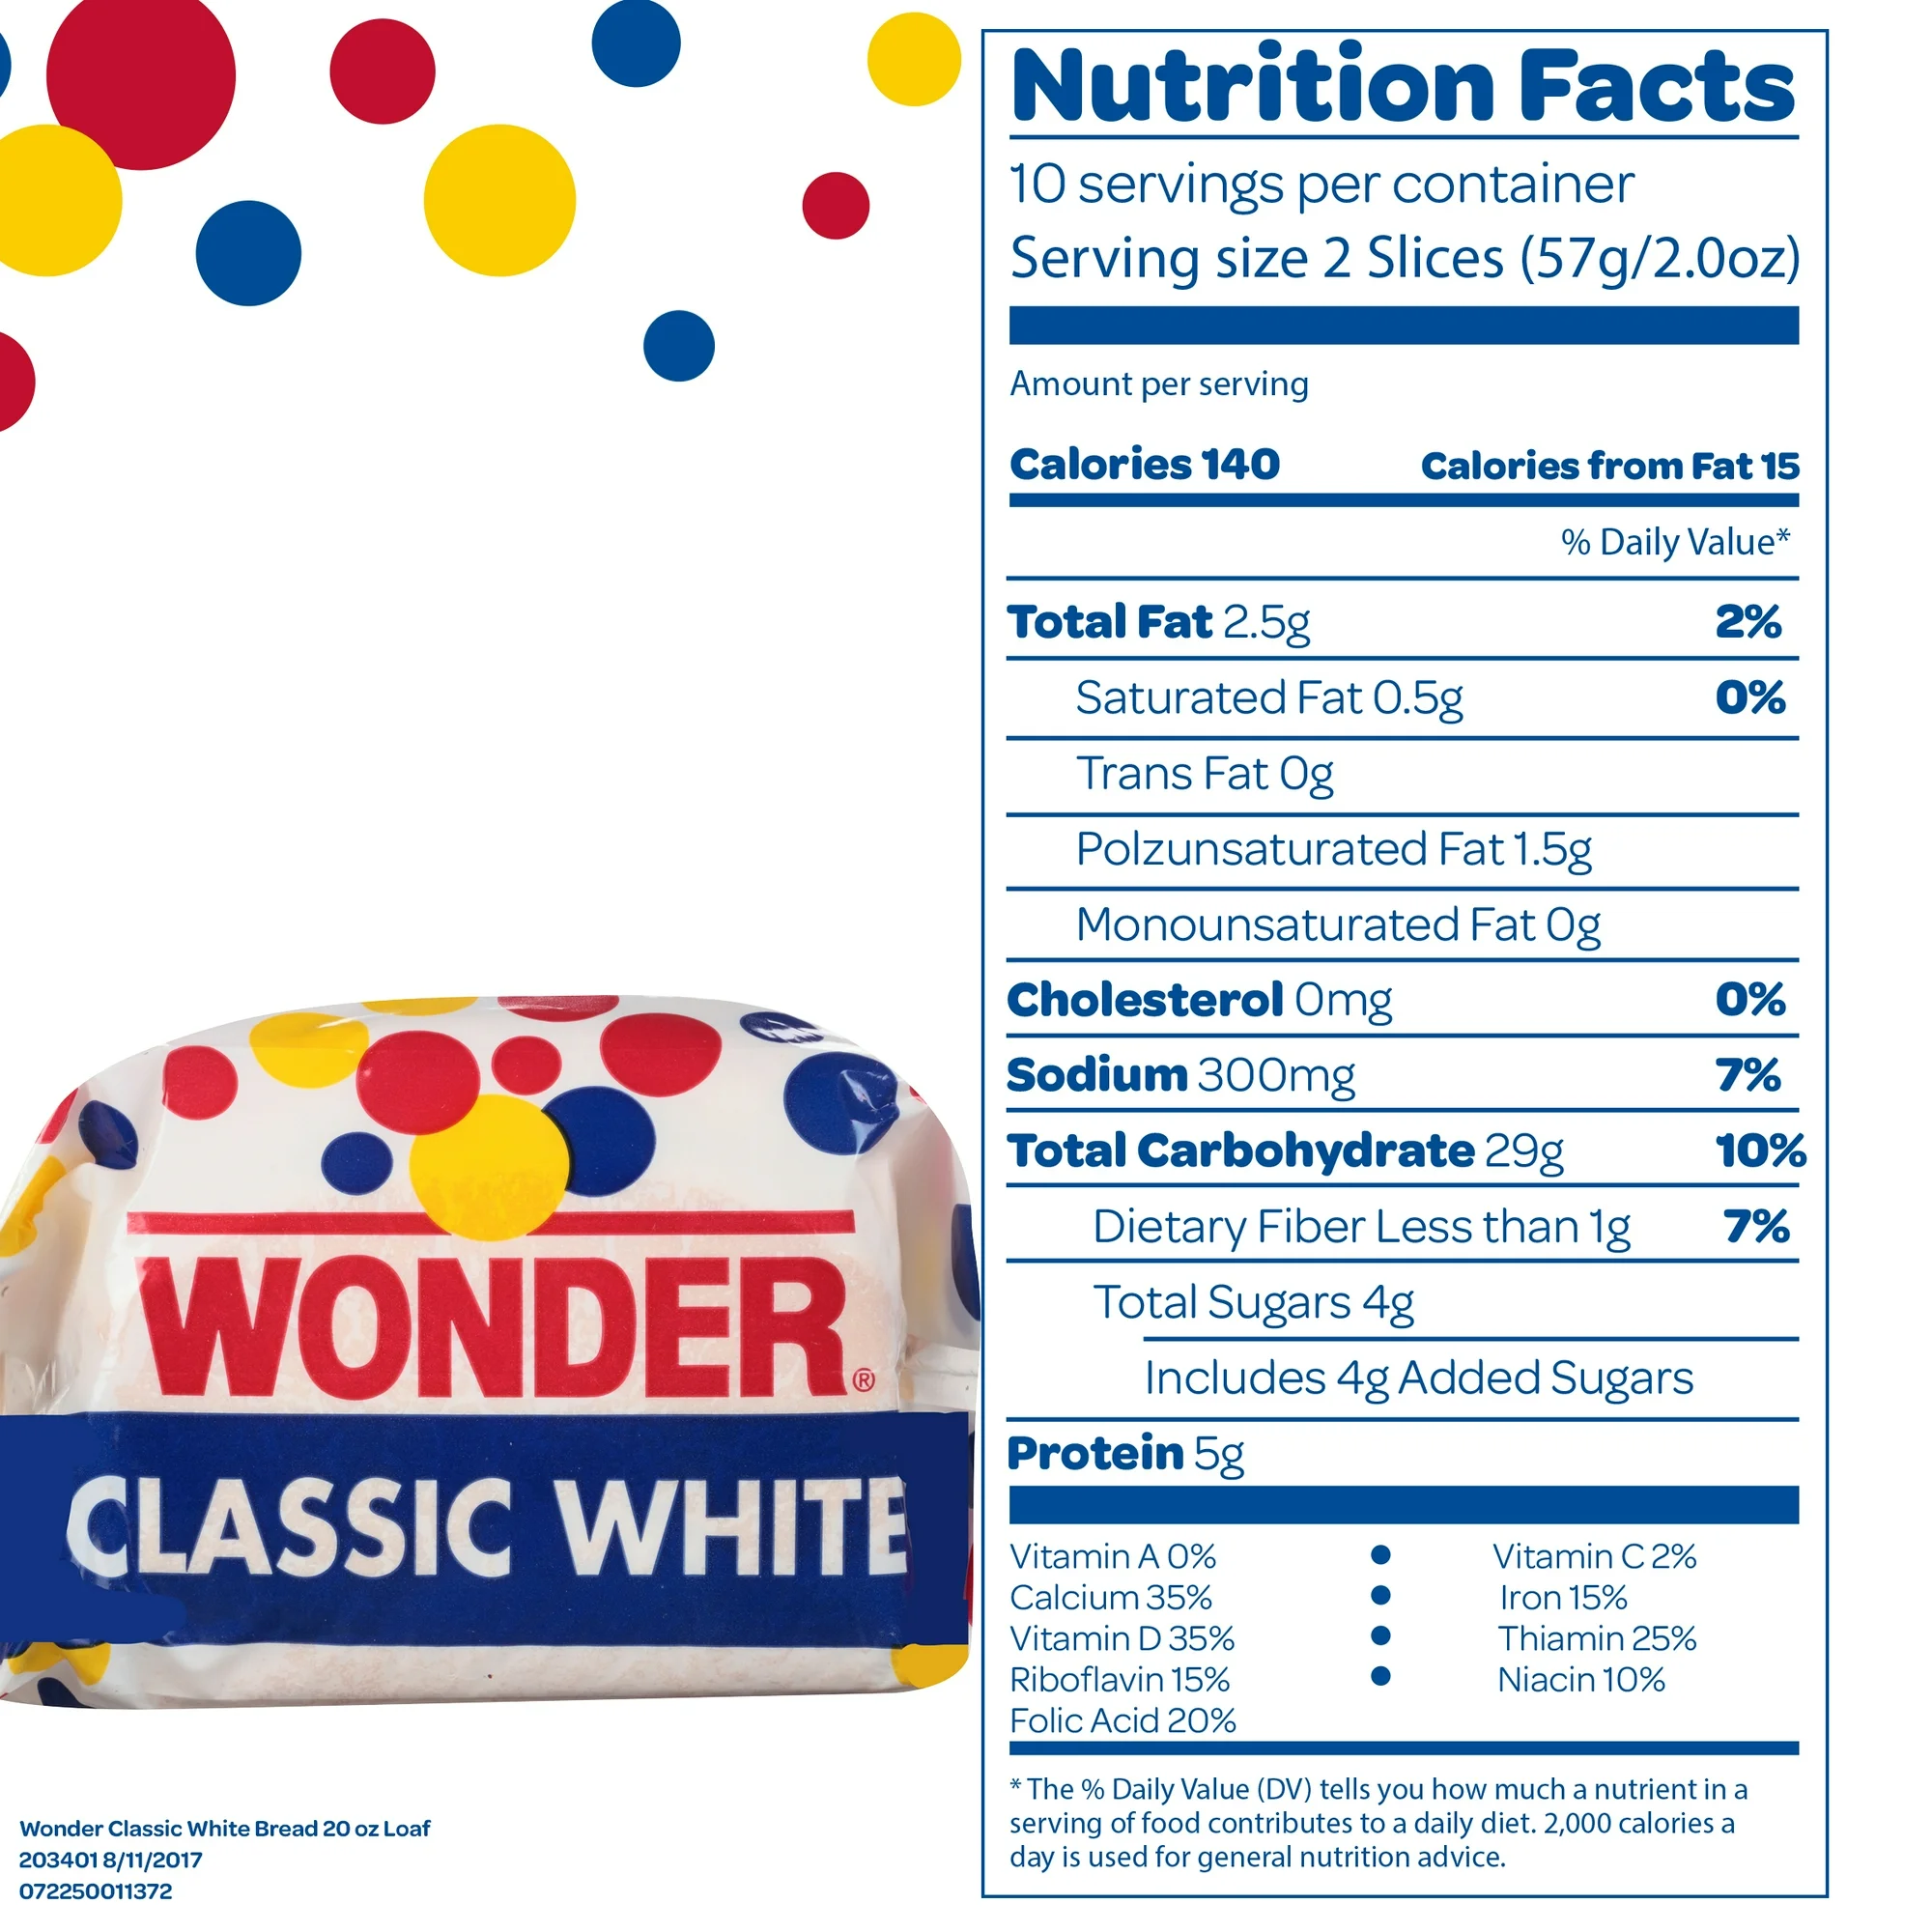 Nutrition Facts
10 servings per container
Serving size 2 Slices (57g/2.0oz)
Amount per serving
Calories 140 Calories from Fat 15
% Daily Value*
Total Fat 2.5g 2%
Saturated Fat 0.5g 0%
Trans Fat 0g
Polzunsaturated Fat 1.5g
Monounsaturated Fat 0g
Cholesterol 0mg 0%
Sodium 300mg 7%
Total Carbohydrate 29g 10%
Dietary Fiber Less than 1g 7%
Total Sugars 4g
Includes 4g Added Sugars
Protein 5g
Vitamin A 0% • Vitamin C 2%
Calcium 35% • Iron 15%
Vitamin D 35% • Thiamin 25%
Riboflavin 15% • Niacin 10%
Folic Acid 20%
* The % Daily Value (DV) tells you how much a nutrient in a
serving of food contributes to a daily diet. 2,000 calories a
day is used for general nutrition advice.
WONDER®
CLASSIC WHITE
Wonder Classic White Bread 20 oz Loaf
203401 8/11/2017
072250011372